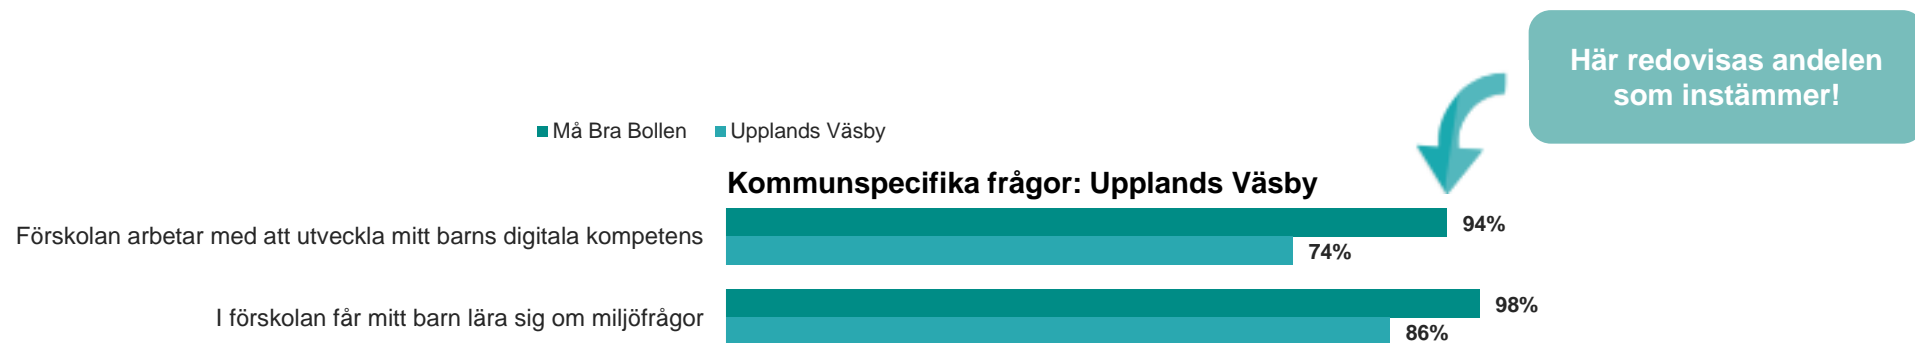 Här redovisas andelen
som instämmer!
Må Bra Bollen Upplands Väsby
Kommunspecifika frågor: Upplands Väsby
Förskolan arbetar med att utveckla mitt barns digitala kompetens
94%
74%
I förskolan får mitt barn lära sig om miljöfrågor
98%
86%